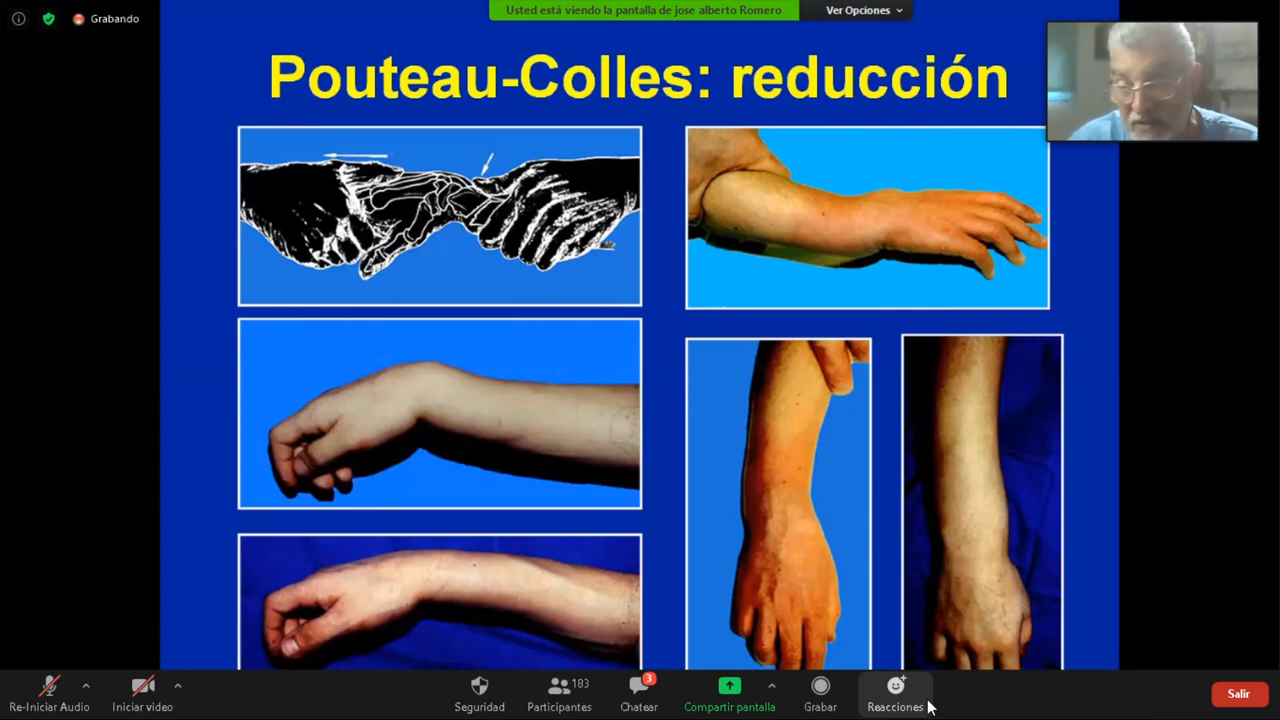 Usted está viendo la pantalla de jose alberto Romero
Ver Opciones
Grabando
Pouteau-Colles: reducción
Re-Iniciar Audio
Iniciar video
Seguridad
183
Participantes
3
Chatear
Compartir pantalla
Grabar
Reacciones
Salir